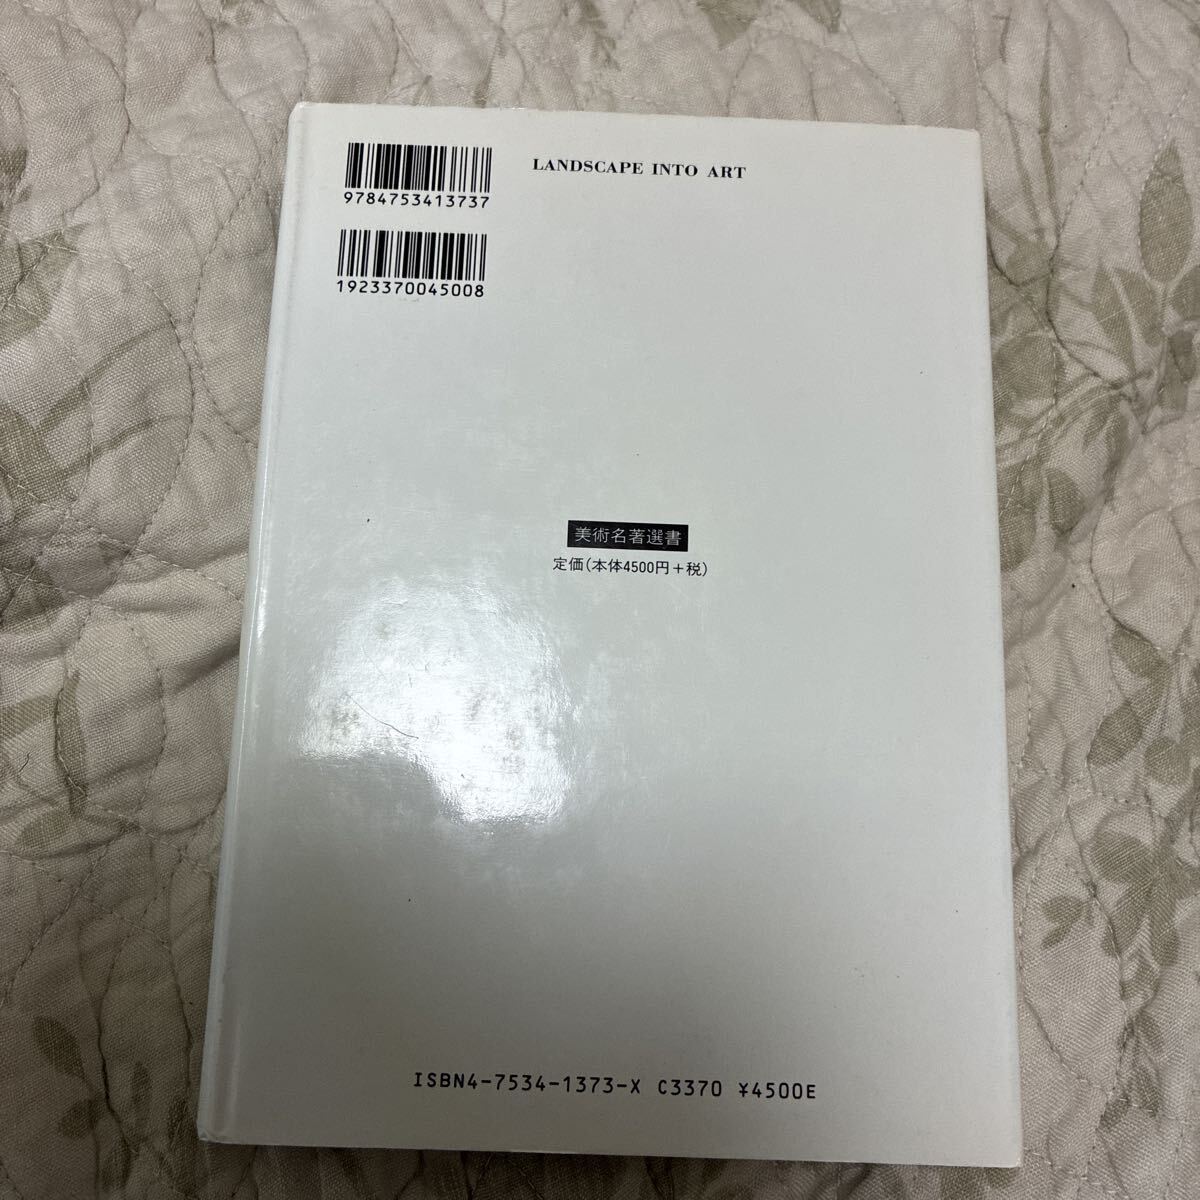 LANDSCAPE INTO ART
9784753413737
1923370045008
美術名著選書
定価(本体4500円+税)
ISBN4-7534-1373-X C3370 ¥4500E